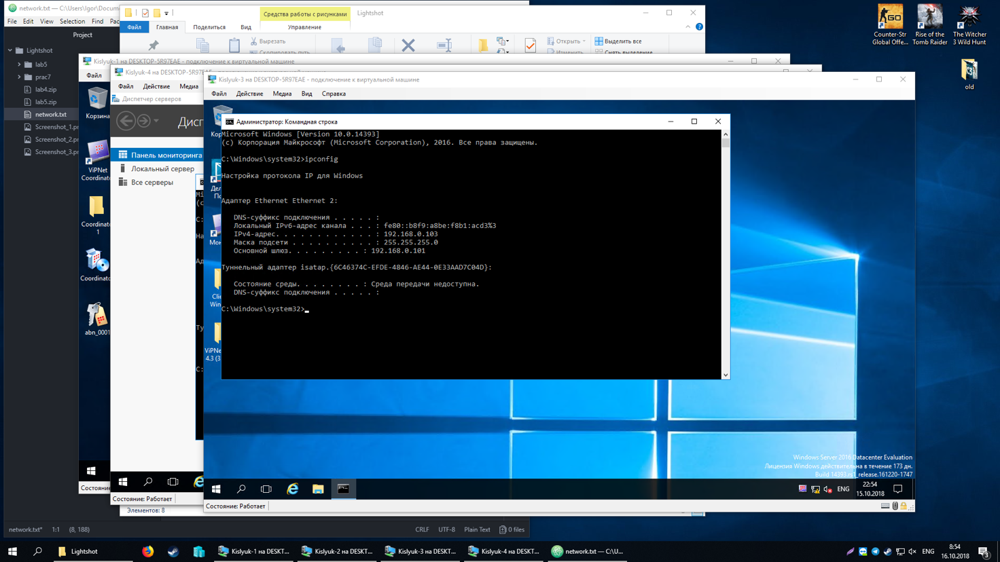 network.txt — C:\Users\Igor\Docum
File Edit View Selection Find Pac
Project
Lightshot
lab5
prac7
lab4.zip
lab5.zip
network.txt
Screenshot_1.pr
Screenshot_2.pr
Screenshot_3.pr
network.txt* 1:1 (8, 188)
CRLF UTF-8 Plain Text 0 files
Средства работы с рисунками
Lightshot
Файл Главная Поделиться Вид Управление
Вырезать
Скопировать путь
Открыть
Изменить
Выделить все
Снять выделение
Элементов: 8
Kislyuk-1 на DESKTOP-5R97EAE - подключение к виртуальной машине
Файл
Корзина
ViPNet
Coordinato
Coordinato
1
Coordinato
abn_0001
Состояние
Kislyuk-4 на DESKTOP-5R97EAE
Файл Действие Медиа
Диспетчер серверов
Дисп
Панель мониторинга
Локальный сервер
Все серверы
Состояние: Работает
Kislyuk-3 на DESKTOP-5R97EAE - подключение к виртуальной машине
Файл Действие Медиа Вид Справка
Администратор: Командная строка
Microsoft Windows [Version 10.0.14393]
(c) Корпорация Майкрософт (Microsoft Corporation), 2016. Все права защищены.
C:\Windows\system32>ipconfig
Настройка протокола IP для Windows
Адаптер Ethernet Ethernet 2:
DNS-суффикс подключения . . . . . :
Локальный IPv6-адрес канала . . . : fe80::b8f9:a8be:f8b1:acd3%3
IPv4-адрес. . . . . . . . . . . . : 192.168.0.103
Маска подсети . . . . . . . . . . : 255.255.255.0
Основной шлюз. . . . . . . . . : 192.168.0.101
Туннельный адаптер isatap.{6C46374C-EFDE-4846-AE44-0E33AAD7C04D}:
Состояние среды. . . . . . . . : Среда передачи недоступна.
DNS-суффикс подключения . . . . . :
C:\Windows\system32>
ViPNe
4.3 (3
Windows Server 2016 Datacenter Evaluation
Лицензия Windows действительна в течение 173 дн.
Build 14393.rs1_release.161220-1747
ENG
22:54
15.10.2018
Состояние: Работает
Counter-Str
Global Offe...
Rise of the
Tomb Raider
The Witcher
3 Wild Hunt
old
Lightshot
Kislyuk-1 на DESKT...
Kislyuk-2 на DESKT...
Kislyuk-3 на DESKT...
Kislyuk-4 на DESKT...
network.txt — C:\U...
ENG
8:54
16.10.2018
3